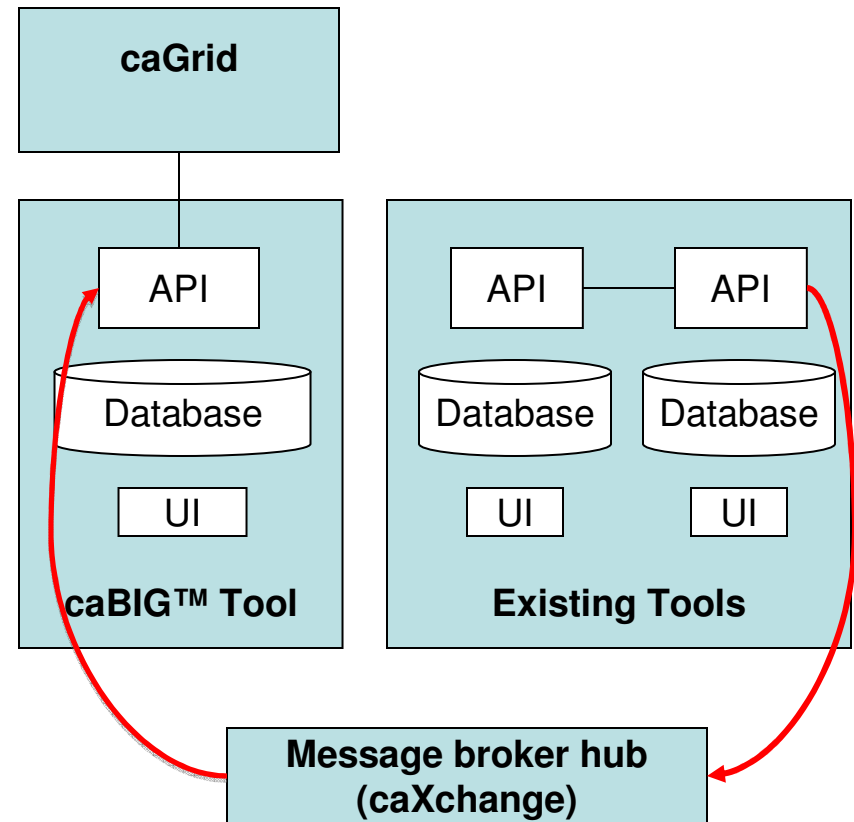 caGrid
API
API
API
Database
Database
Database
UI
UI
UI
caBIG™ Tool
Existing Tools
Message broker hub
(caXchange)